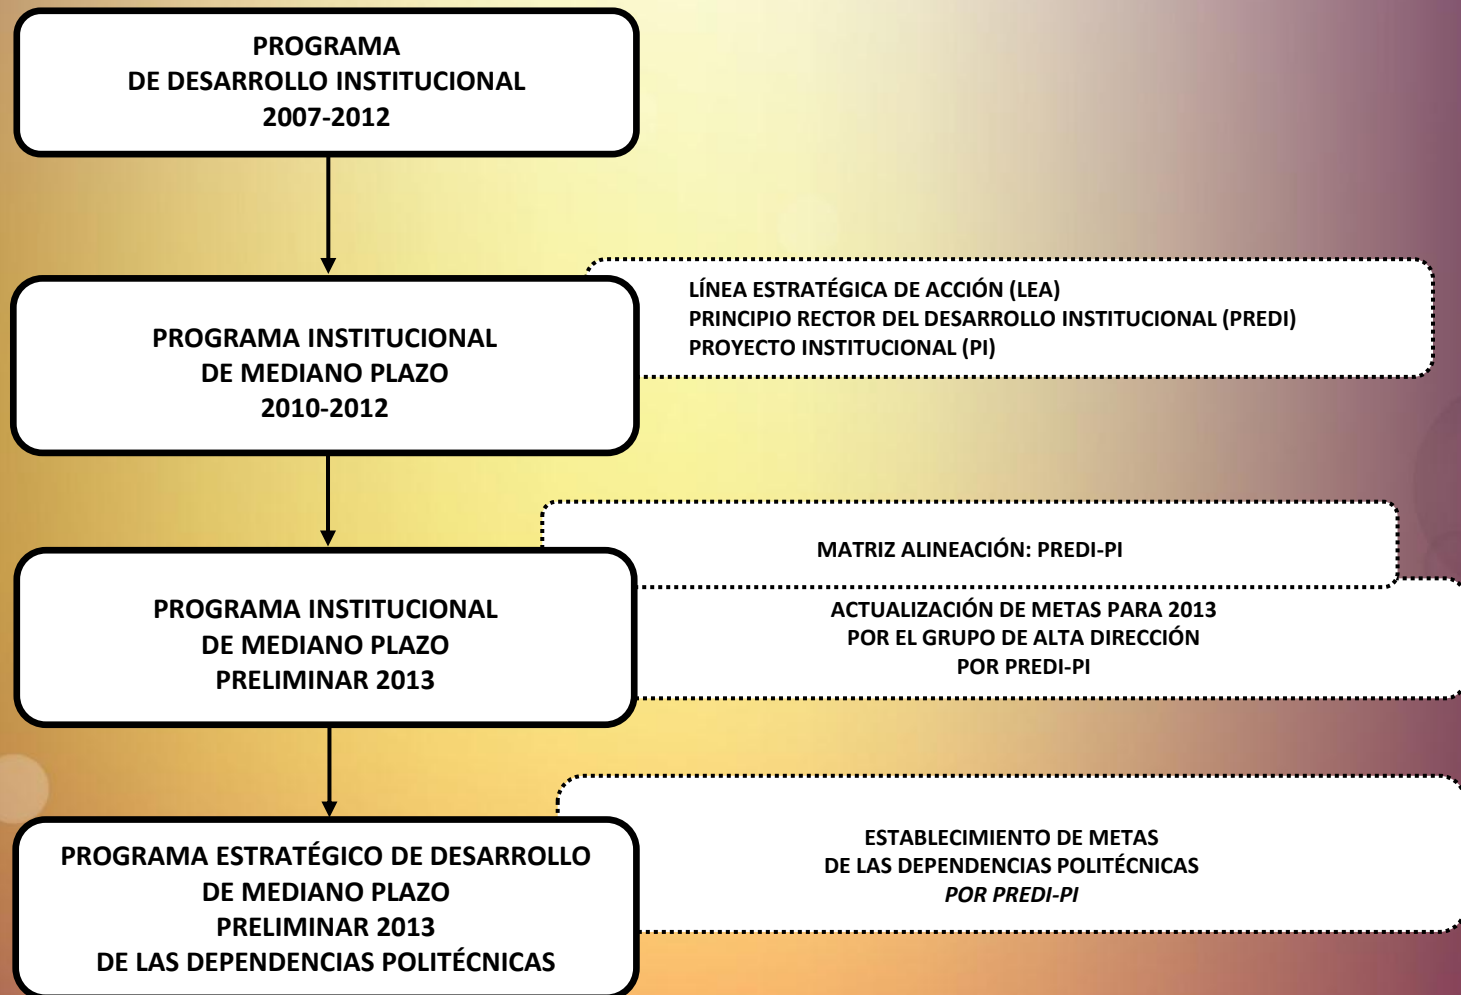 PROGRAMA
DE DESARROLLO INSTITUCIONAL
2007-2012
PROGRAMA INSTITUCIONAL
DE MEDIANO PLAZO
2010-2012
LÍNEA ESTRATÉGICA DE ACCIÓN (LEA)
PRINCIPIO RECTOR DEL DESARROLLO INSTITUCIONAL (PREDI)
PROYECTO INSTITUCIONAL (PI)
PROGRAMA INSTITUCIONAL
DE MEDIANO PLAZO
PRELIMINAR 2013
MATRIZ ALINEACIÓN: PREDI-PI
ACTUALIZACIÓN DE METAS PARA 2013
POR EL GRUPO DE ALTA DIRECCIÓN
POR PREDI-PI
PROGRAMA ESTRATÉGICO DE DESARROLLO
DE MEDIANO PLAZO
PRELIMINAR 2013
DE LAS DEPENDENCIAS POLITÉCNICAS
ESTABLECIMIENTO DE METAS
DE LAS DEPENDENCIAS POLITÉCNICAS
POR PREDI-PI